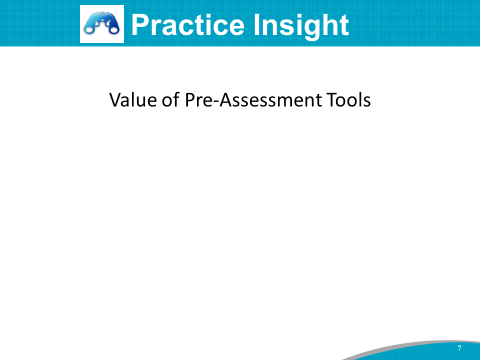 Practice Insight
Value of Pre-Assessment Tools
7